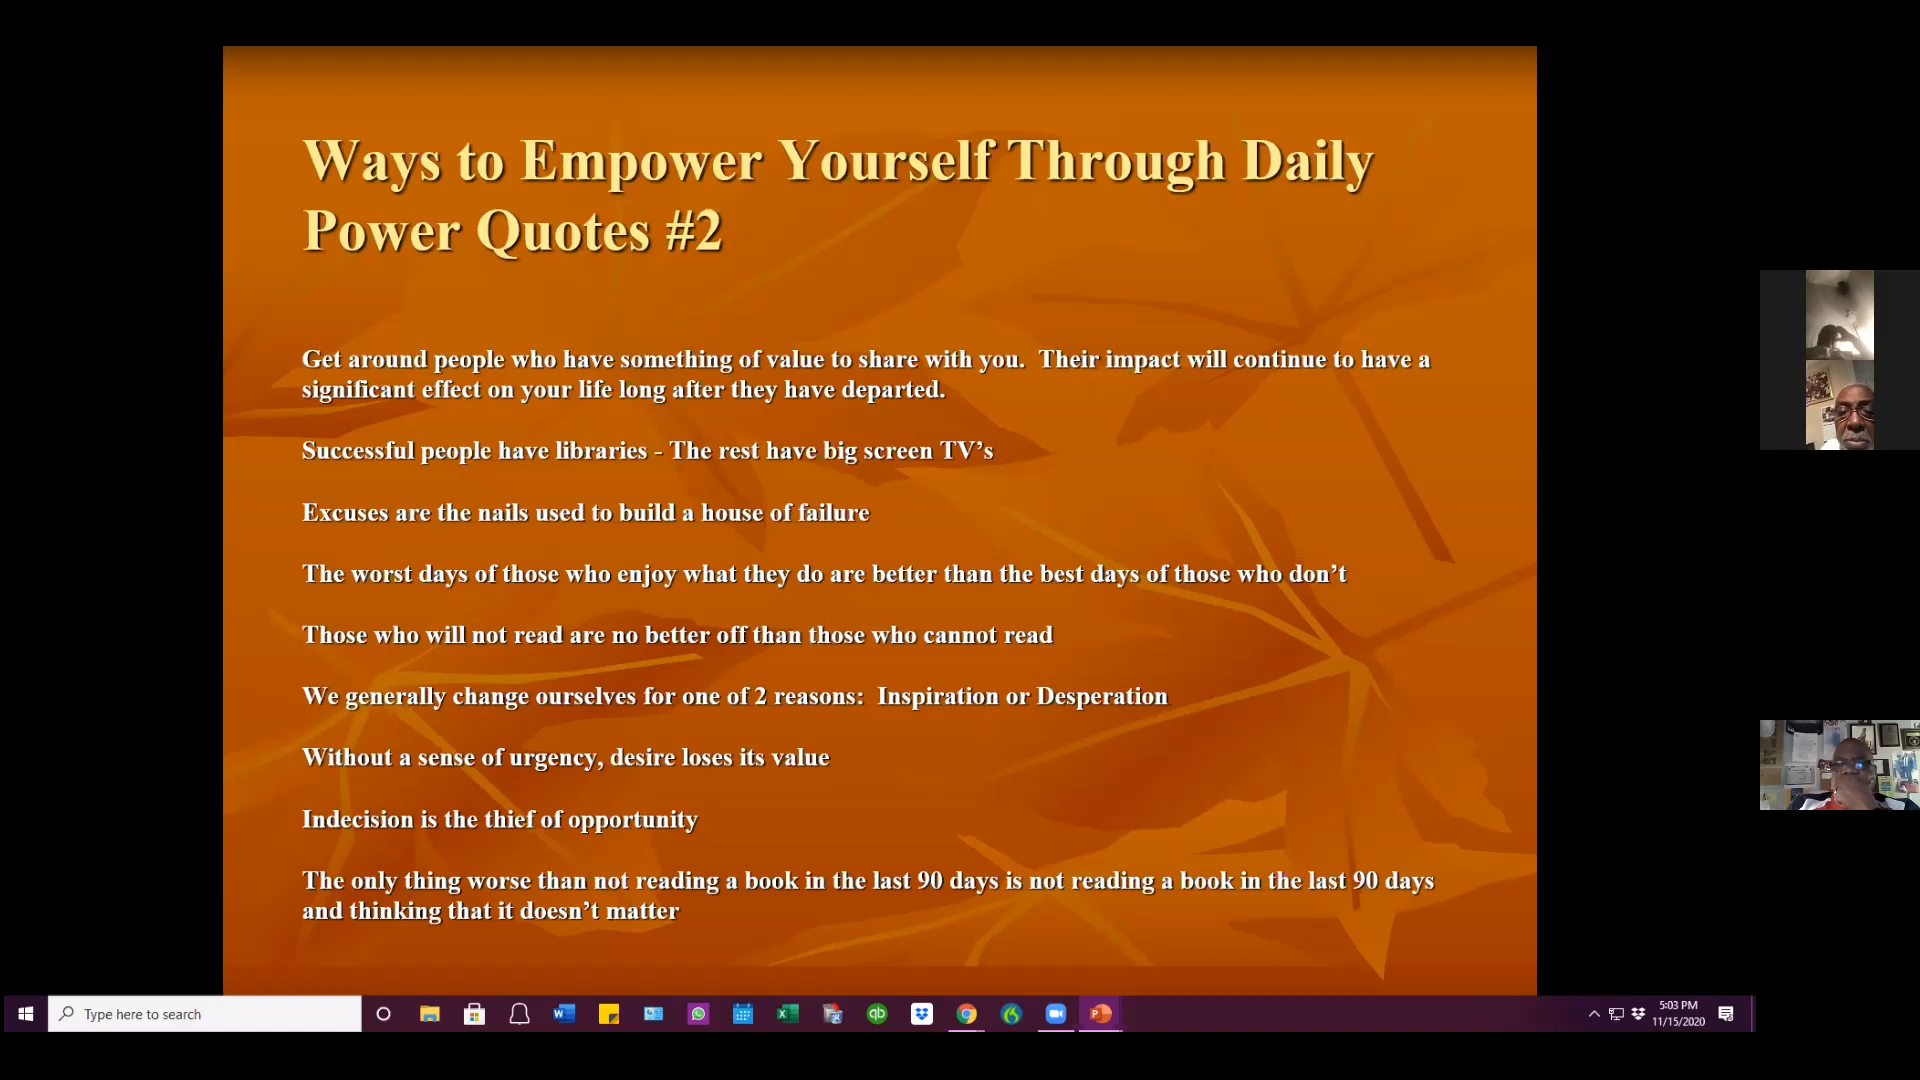 Ways to Empower Yourself Through Daily
Power Quotes #2
Get around people who have something of value to share with you.  Their impact will continue to have a
significant effect on your life long after they have departed.
Successful people have libraries - The rest have big screen TV’s
Excuses are the nails used to build a house of failure
The worst days of those who enjoy what they do are better than the best days of those who don’t
Those who will not read are no better off than those who cannot read
We generally change ourselves for one of 2 reasons:  Inspiration or Desperation
Without a sense of urgency, desire loses its value
Indecision is the thief of opportunity
The only thing worse than not reading a book in the last 90 days is not reading a book in the last 90 days
and thinking that it doesn’t matter
Type here to search
5:03 PM
11/15/2020